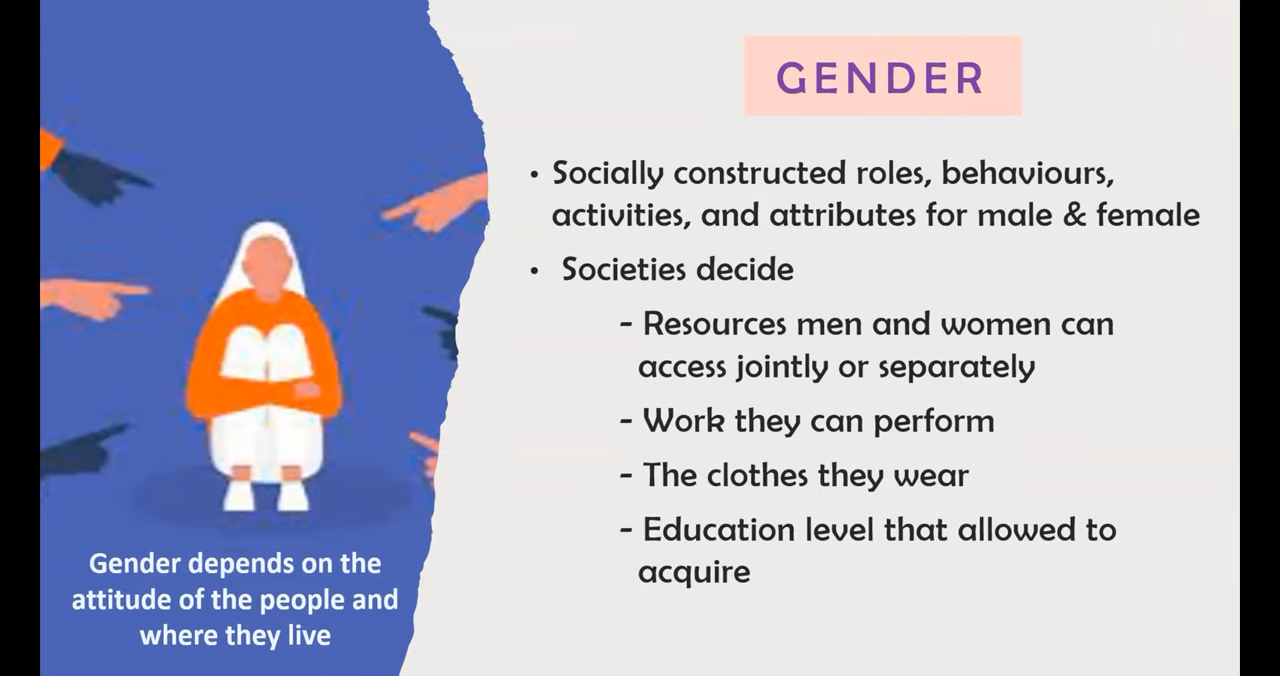 GENDER
• Socially constructed roles, behaviours,
activities, and attributes for male & female
• Societies decide
- Resources men and women can
access jointly or separately
- Work they can perform
- The clothes they wear
- Education level that allowed to
acquire
Gender depends on the
attitude of the people and
where they live